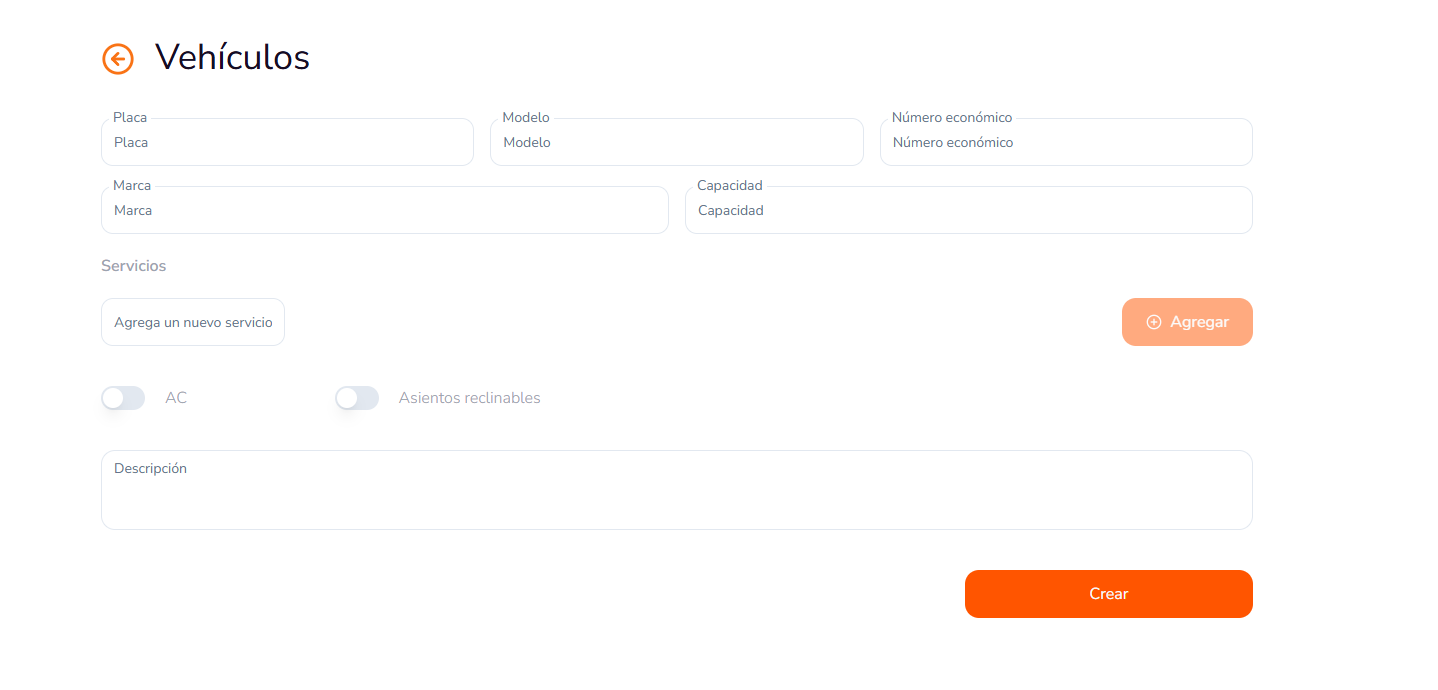 Vehículos
Placa Modelo Número económico
Placa Modelo Número económico
Marca Capacidad
Marca Capacidad
Servicios
Agrega un nuevo servicio Agregar
AC Asientos reclinables
Descripción
Crear